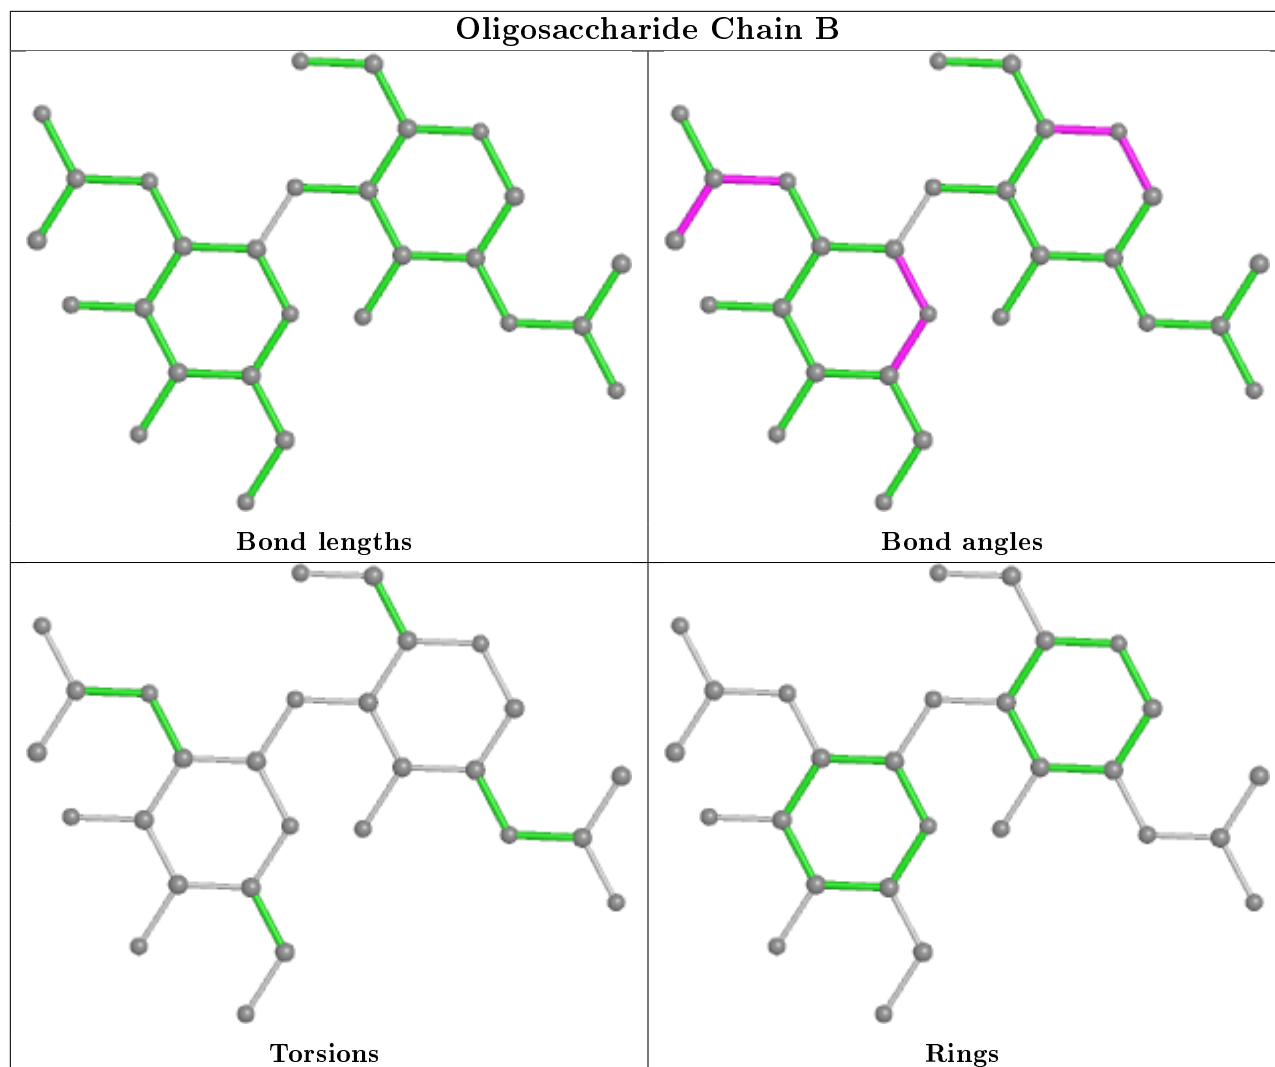 Oligosaccharide Chain B
Bond lengths
Bond angles
Torsions
Rings